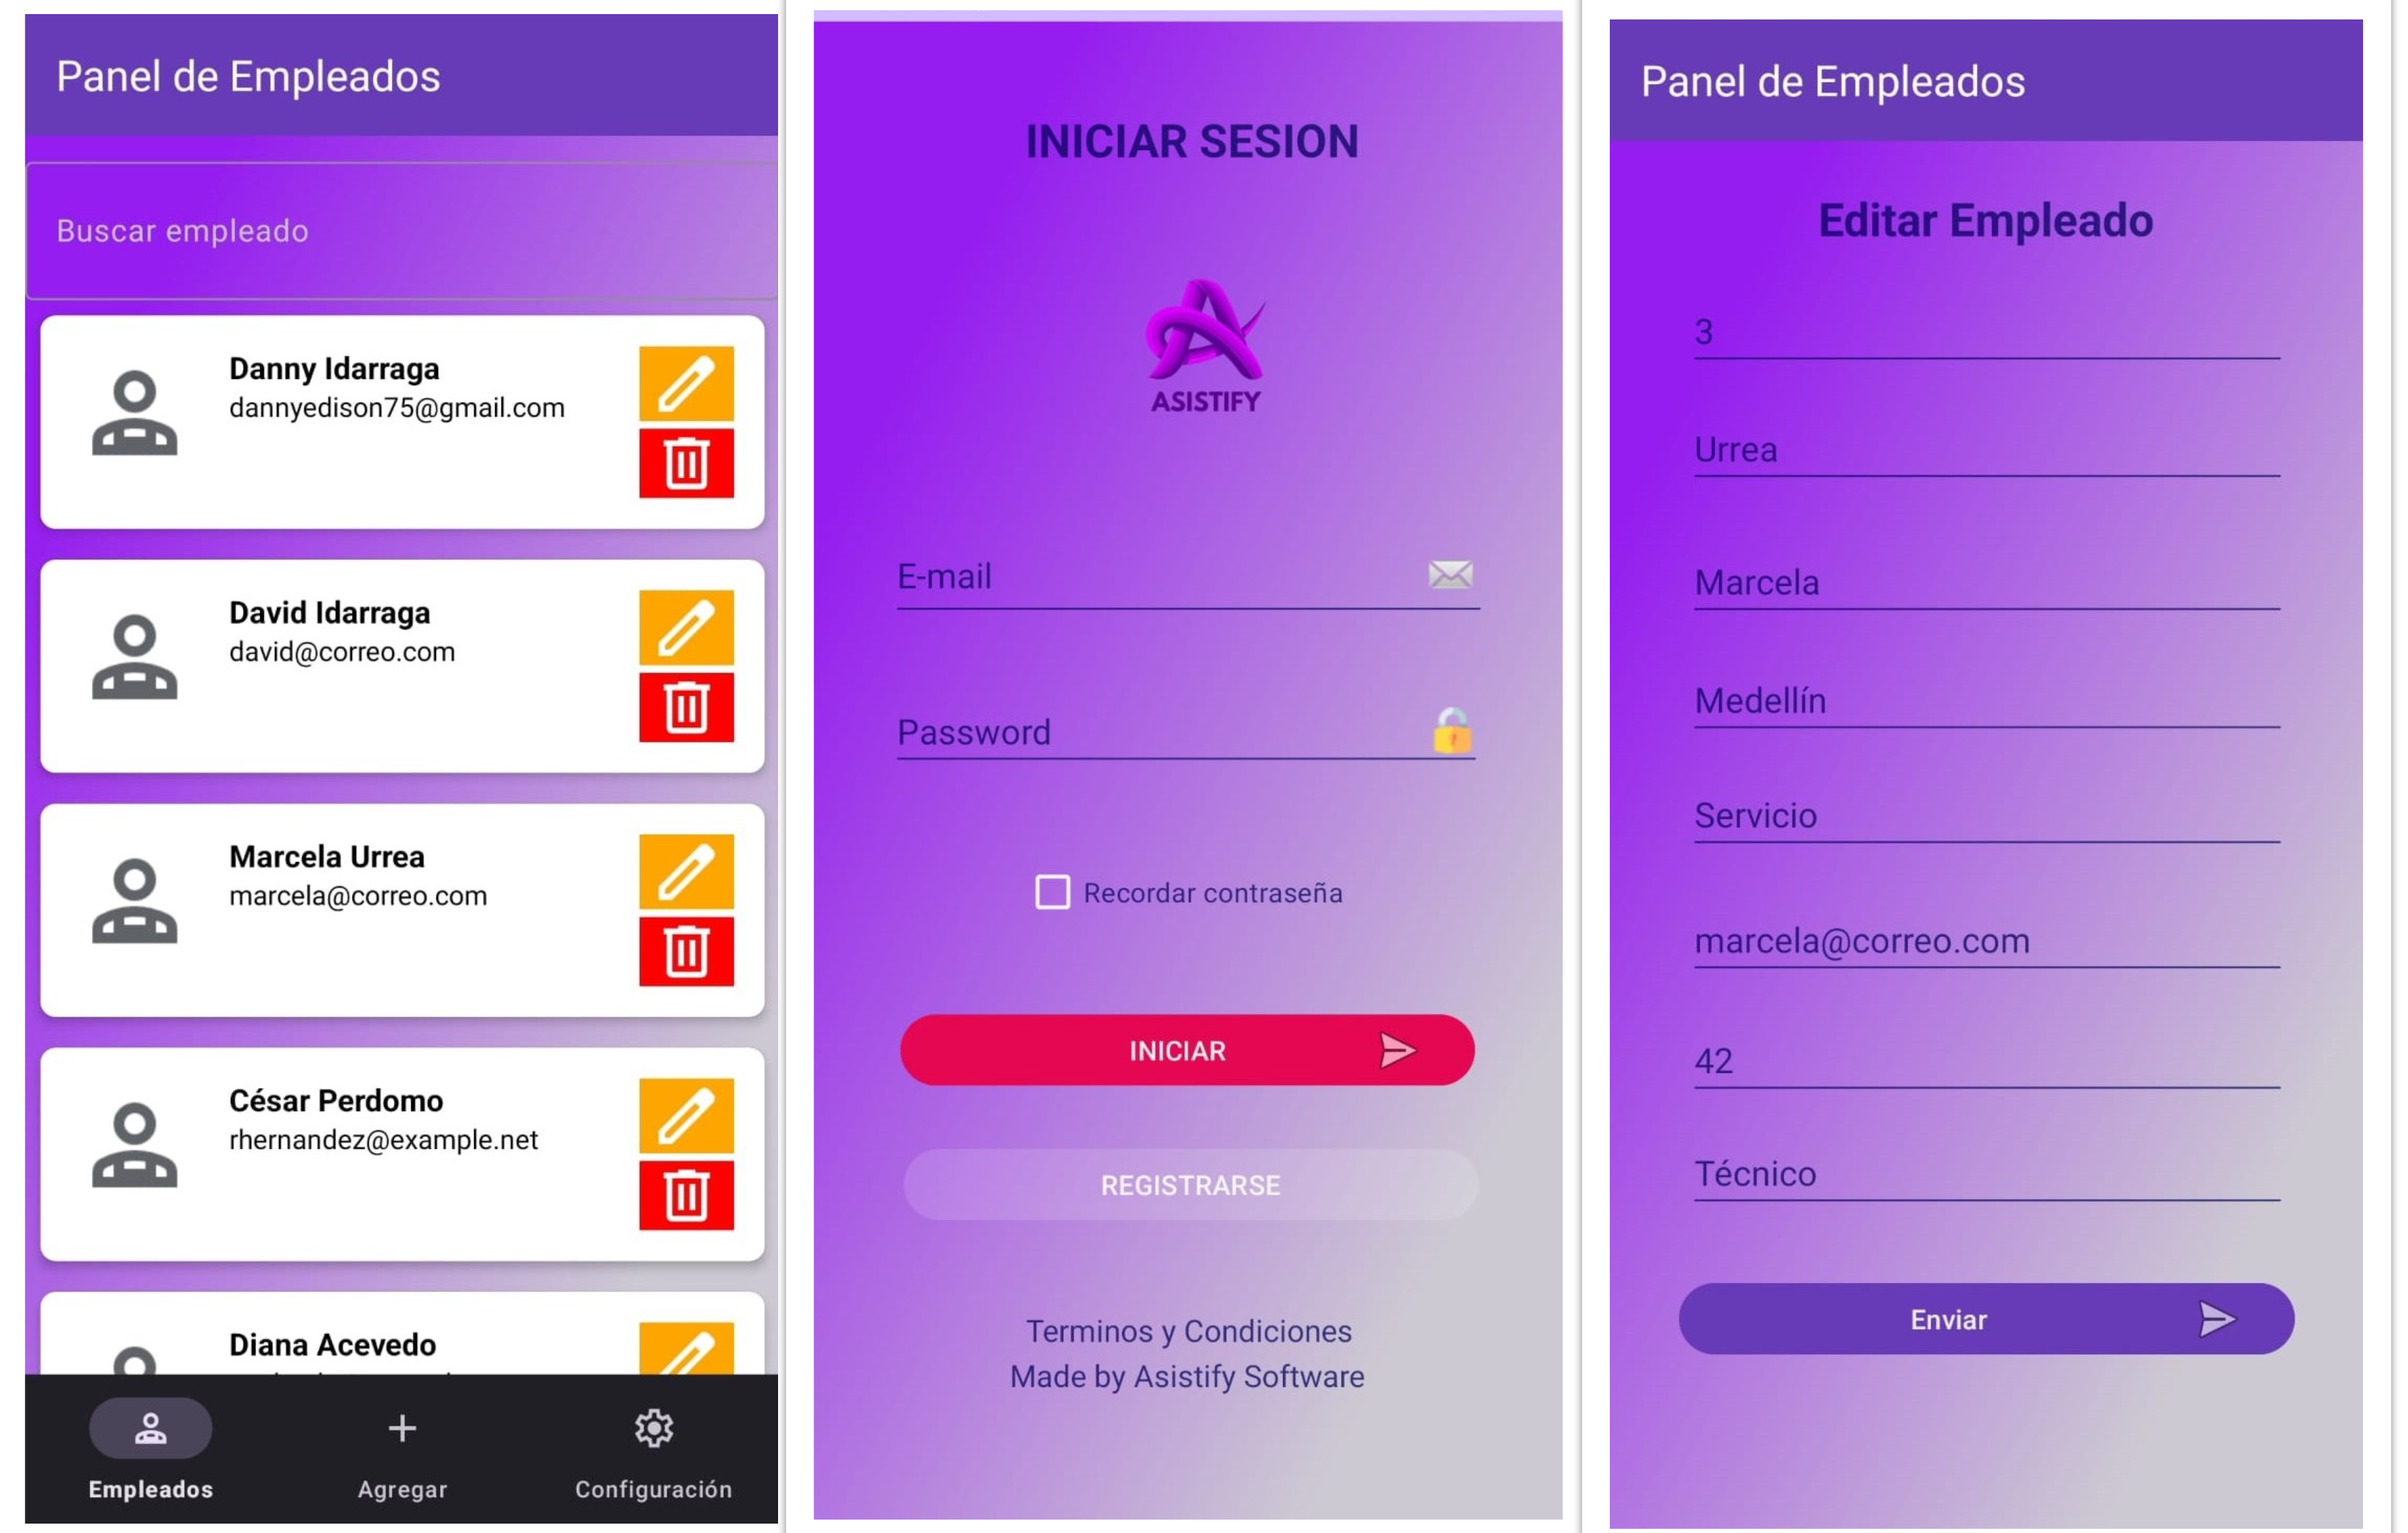 Panel de Empleados
Buscar empleado
Danny Idarraga
dannyedison75@gmail.com
David Idarraga
david@correo.com
Marcela Urrea
marcela@correo.com
César Perdomo
rhernandez@example.net
Diana Acevedo
Empleados
Agregar
Configuración
INICIAR SESION
ASISTIFY
E-mail
Password
Recordar contraseña
INICIAR
REGISTRARSE
Terminos y Condiciones
Made by Asistify Software
Panel de Empleados
Editar Empleado
3
Urrea
Marcela
Medellín
Servicio
marcela@correo.com
42
Técnico
Enviar